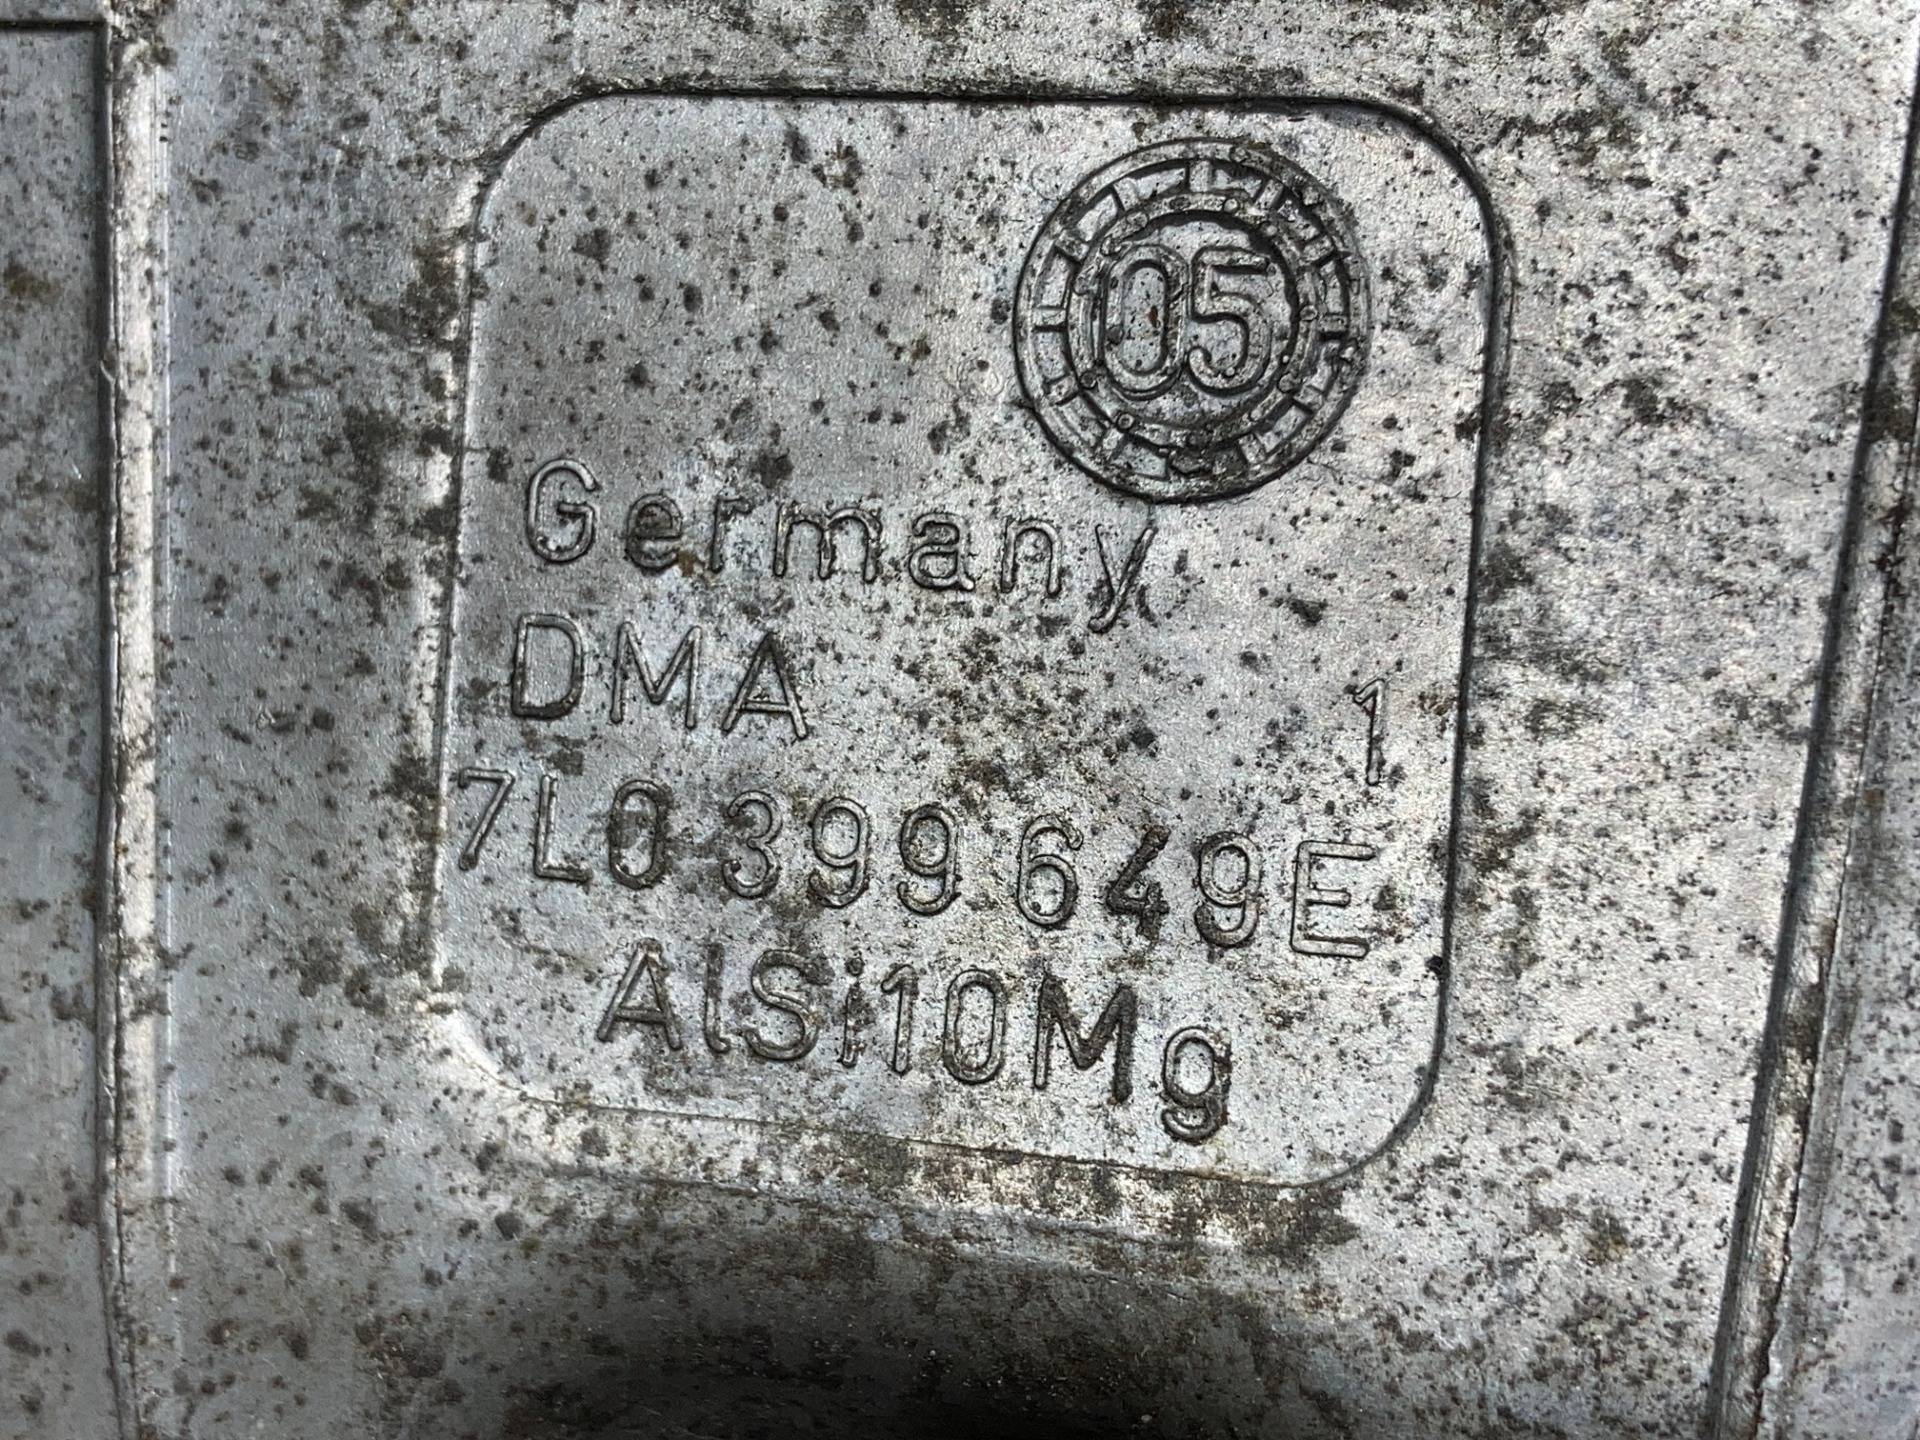 05
Germany
DMA 1
7L0 399 649E
AlSi10Mg